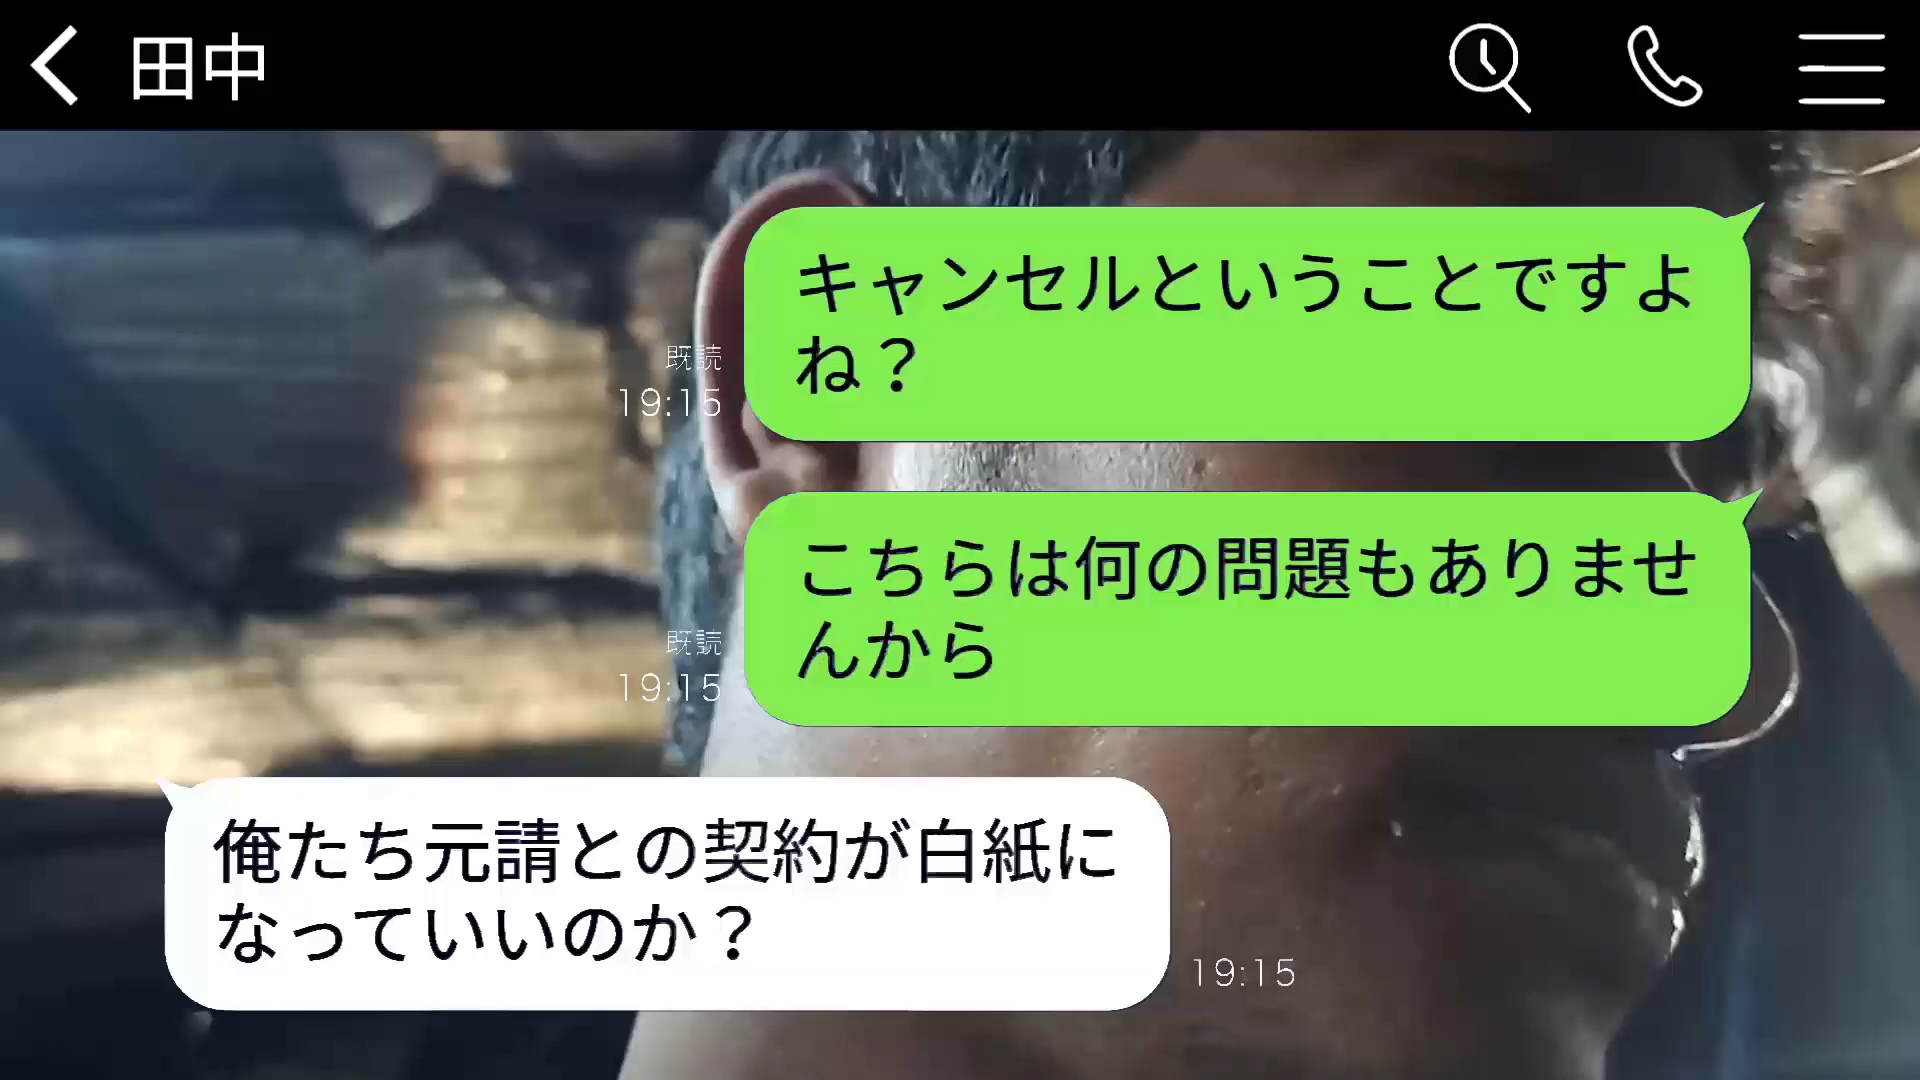 田中
キャンセルということですよ
ね？
既読
19:15
こちらは何の問題もありませ
んから
既読
19:15
俺たち元請との契約が白紙に
なっていいのか？
19:15